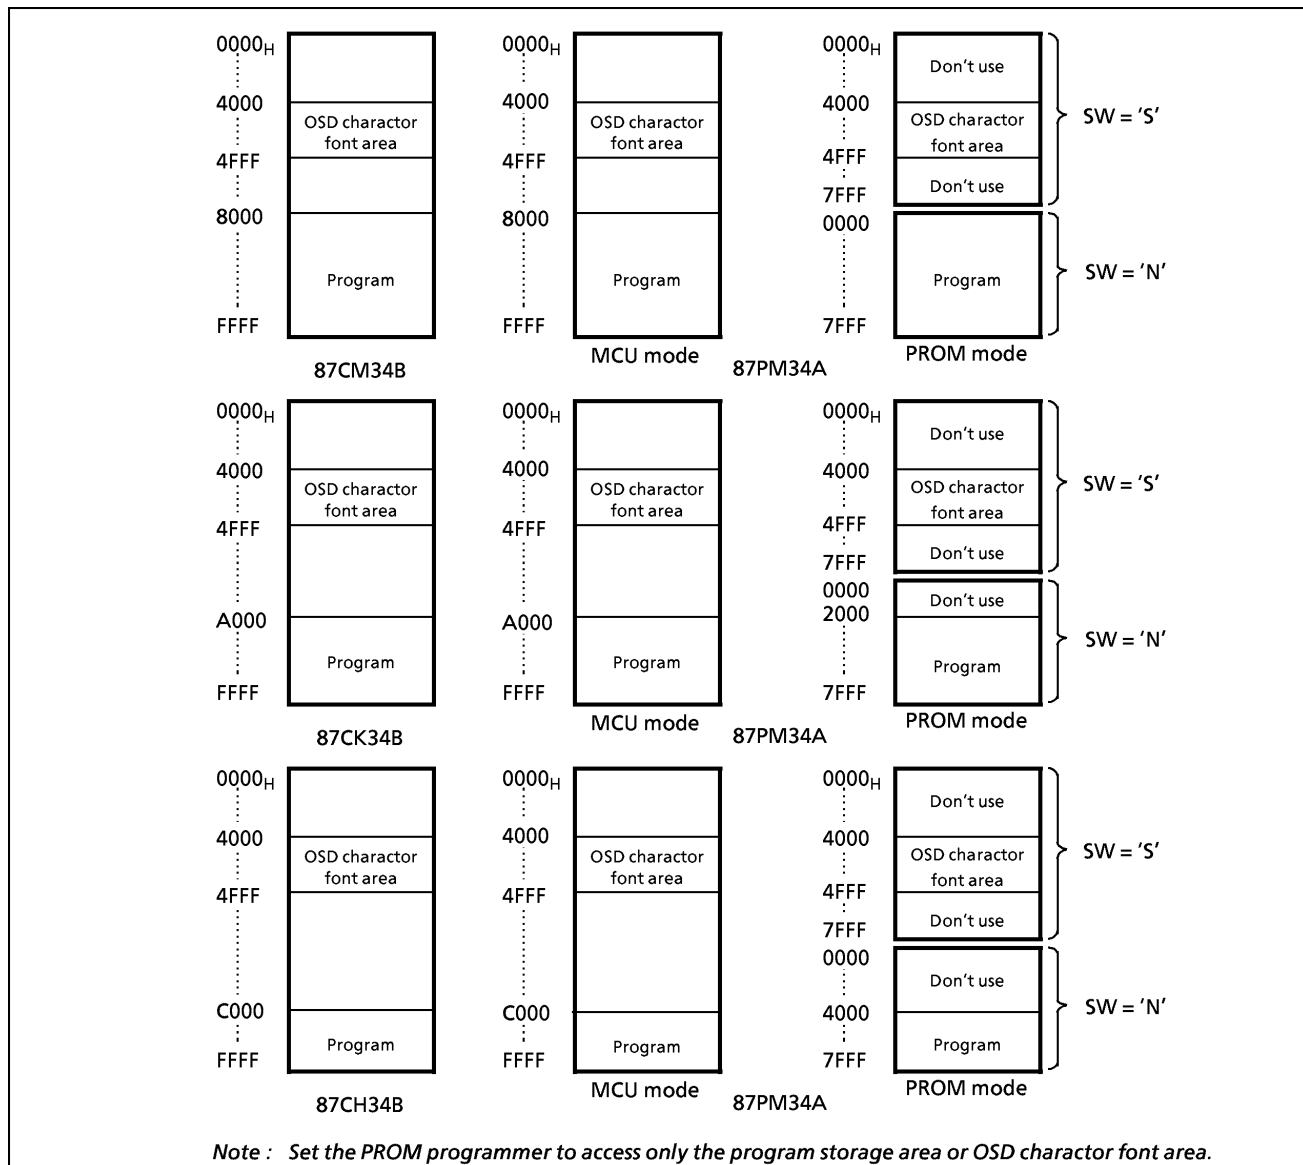 0000H
4000
OSD charactor
font area
4FFF
8000
Program
FFFF
87CM34B
0000H
4000
OSD charactor
font area
4FFF
8000
Program
FFFF
MCU mode
87PM34A
0000H
Don't use
4000
OSD charactor
font area
4FFF
Don't use
7FFF
SW = 'S'
0000
Program
7FFF
SW = 'N'
PROM mode
0000H
4000
OSD charactor
font area
4FFF
A000
Program
FFFF
87CK34B
0000H
4000
OSD charactor
font area
4FFF
A000
Program
FFFF
MCU mode
87PM34A
0000H
Don't use
4000
OSD charactor
font area
4FFF
Don't use
7FFF
SW = 'S'
0000
Don't use
2000
Program
7FFF
SW = 'N'
PROM mode
0000H
4000
OSD charactor
font area
4FFF
C000
Program
FFFF
87CH34B
0000H
4000
OSD charactor
font area
4FFF
C000
Program
FFFF
MCU mode
87PM34A
0000H
Don't use
4000
OSD charactor
font area
4FFF
Don't use
7FFF
SW = 'S'
0000
Don't use
4000
Program
7FFF
SW = 'N'
PROM mode
Note : Set the PROM programmer to access only the program storage area or OSD charactor font area.